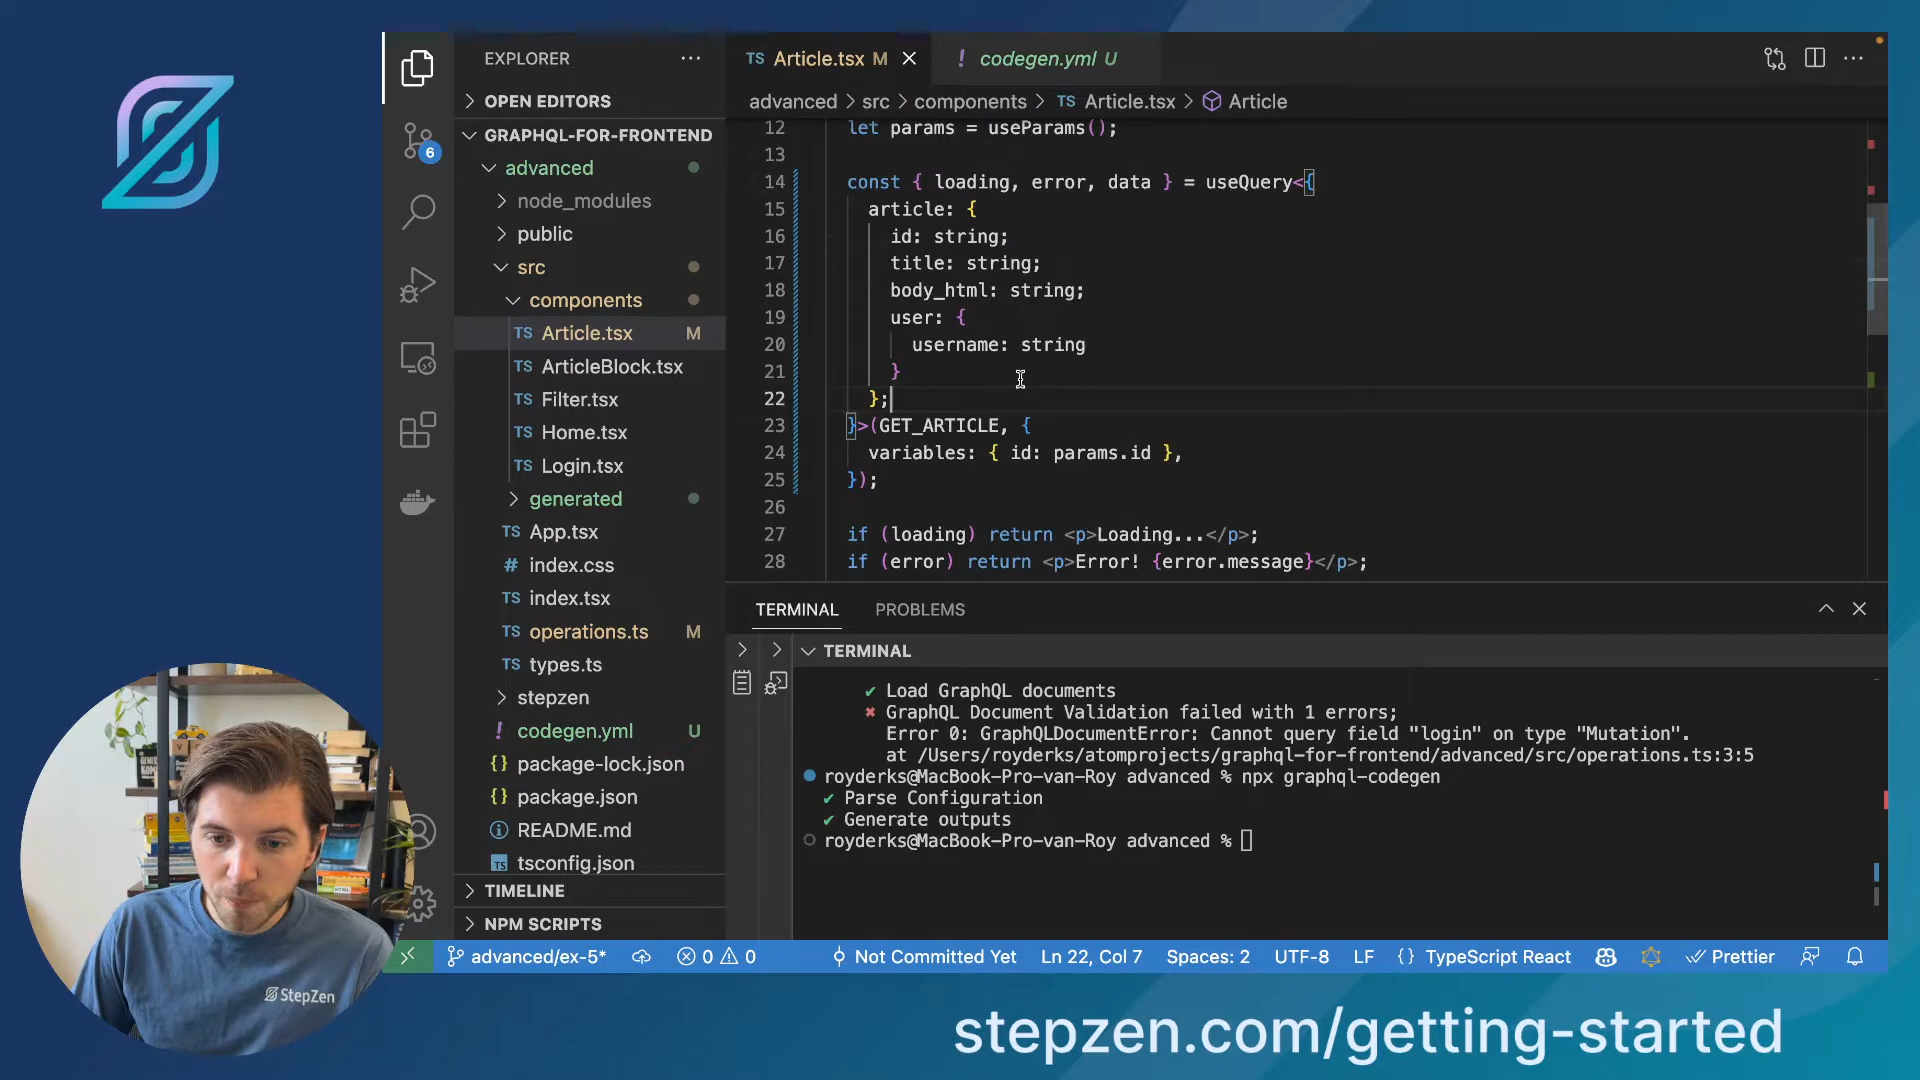 EXPLORER
OPEN EDITORS
GRAPHQL-FOR-FRONTEND
advanced
node_modules
public
src
components
TS Article.tsx M
TS ArticleBlock.tsx
TS Filter.tsx
TS Home.tsx
TS Login.tsx
generated
TS App.tsx
# index.css
TS index.tsx
TS operations.ts M
TS types.ts
stepzen
! codegen.yml U
{} package-lock.json
{} package.json
README.md
tsconfig.json
TIMELINE
NPM SCRIPTS
6
TS Article.tsx M
! codegen.yml U
advanced > src > components > TS Article.tsx > Article
12 let params = useParams();
13
14 const { loading, error, data } = useQuery<{
15 article: {
16 id: string;
17 title: string;
18 body_html: string;
19 user: {
20 username: string
21 }
22 };
23 }>(GET_ARTICLE, {
24 variables: { id: params.id },
25 });
26
27 if (loading) return <p>Loading...</p>;
28 if (error) return <p>Error! {error.message}</p>;
TERMINAL PROBLEMS
TERMINAL
✔ Load GraphQL documents
✖ GraphQL Document Validation failed with 1 errors;
Error 0: GraphQLDocumentError: Cannot query field "login" on type "Mutation".
at /Users/royderks/atomprojects/graphql-for-frontend/advanced/src/operations.ts:3:5
royderks@MacBook-Pro-van-Roy advanced % npx graphql-codegen
✔ Parse Configuration
✔ Generate outputs
royderks@MacBook-Pro-van-Roy advanced %
advanced/ex-5* 0 0 Not Committed Yet Ln 22, Col 7 Spaces: 2 UTF-8 LF {} TypeScript React Prettier
StepZen
stepzen.com/getting-started